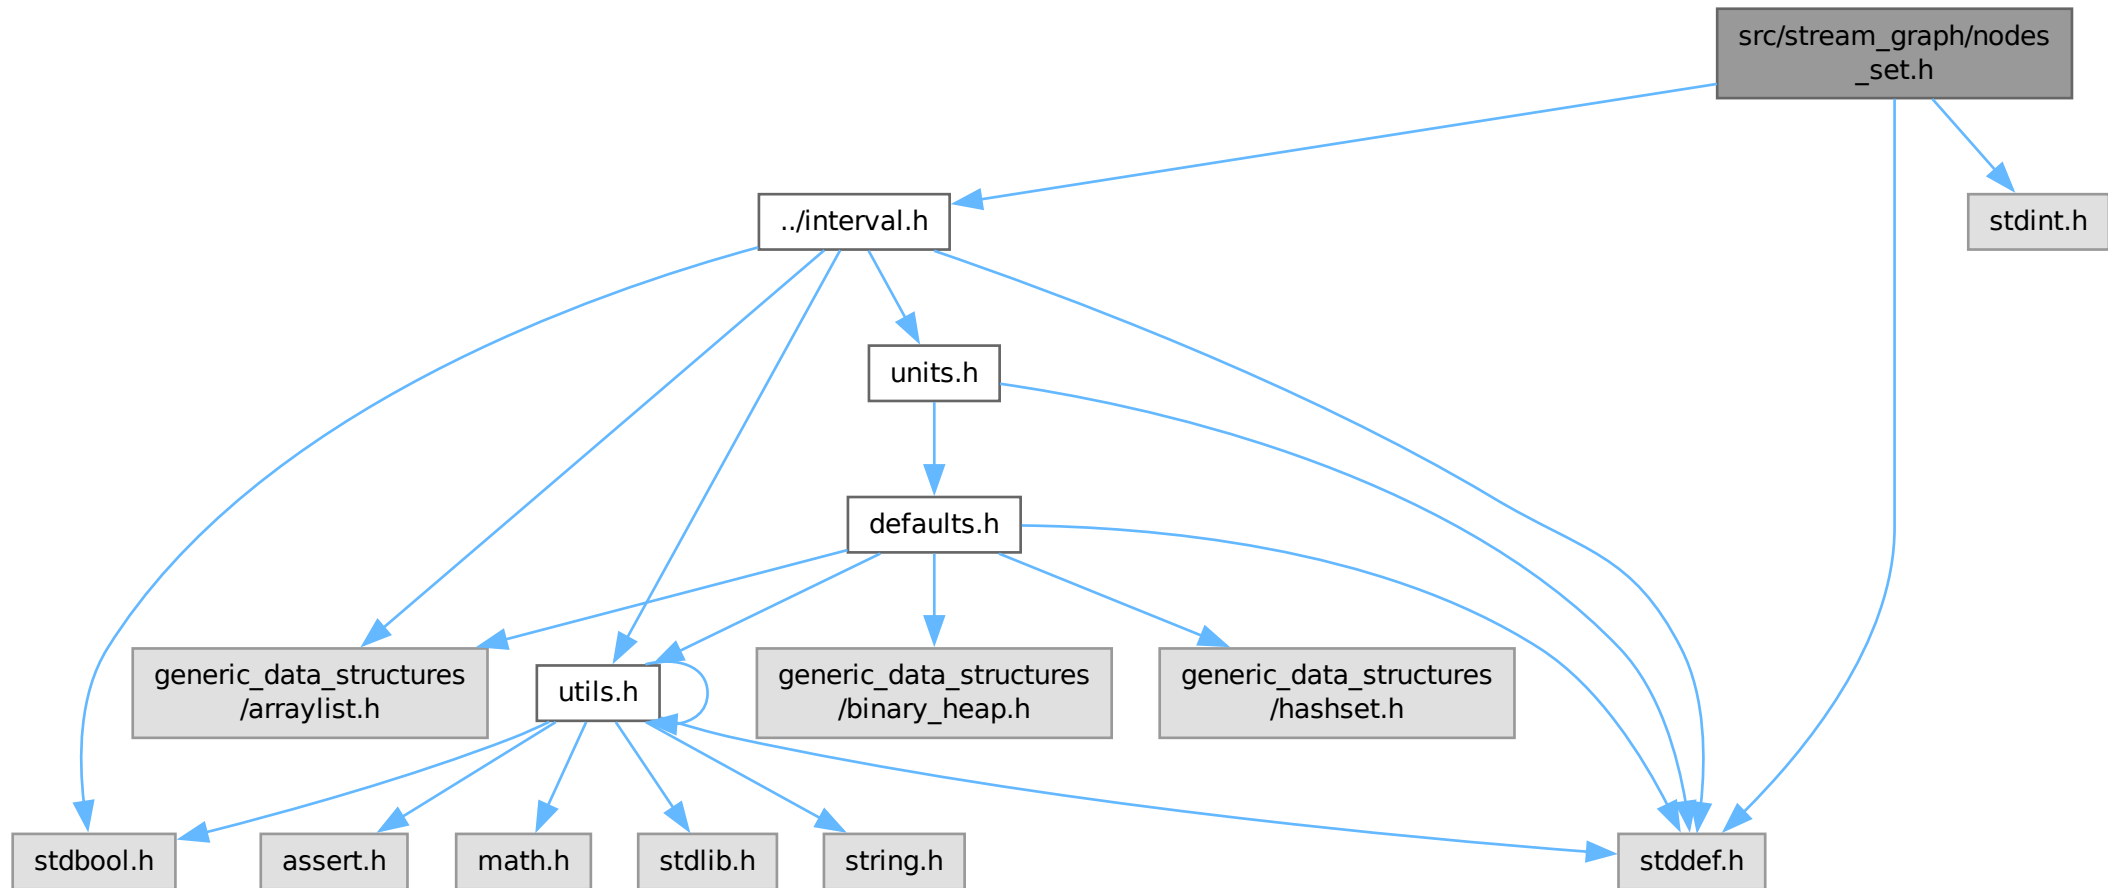 src/stream_graph/nodes
_set.h
../interval.h
stdint.h
units.h
defaults.h
generic_data_structures
/arraylist.h
utils.h
generic_data_structures
/binary_heap.h
generic_data_structures
/hashset.h
stdbool.h
assert.h
math.h
stdlib.h
string.h
stddef.h